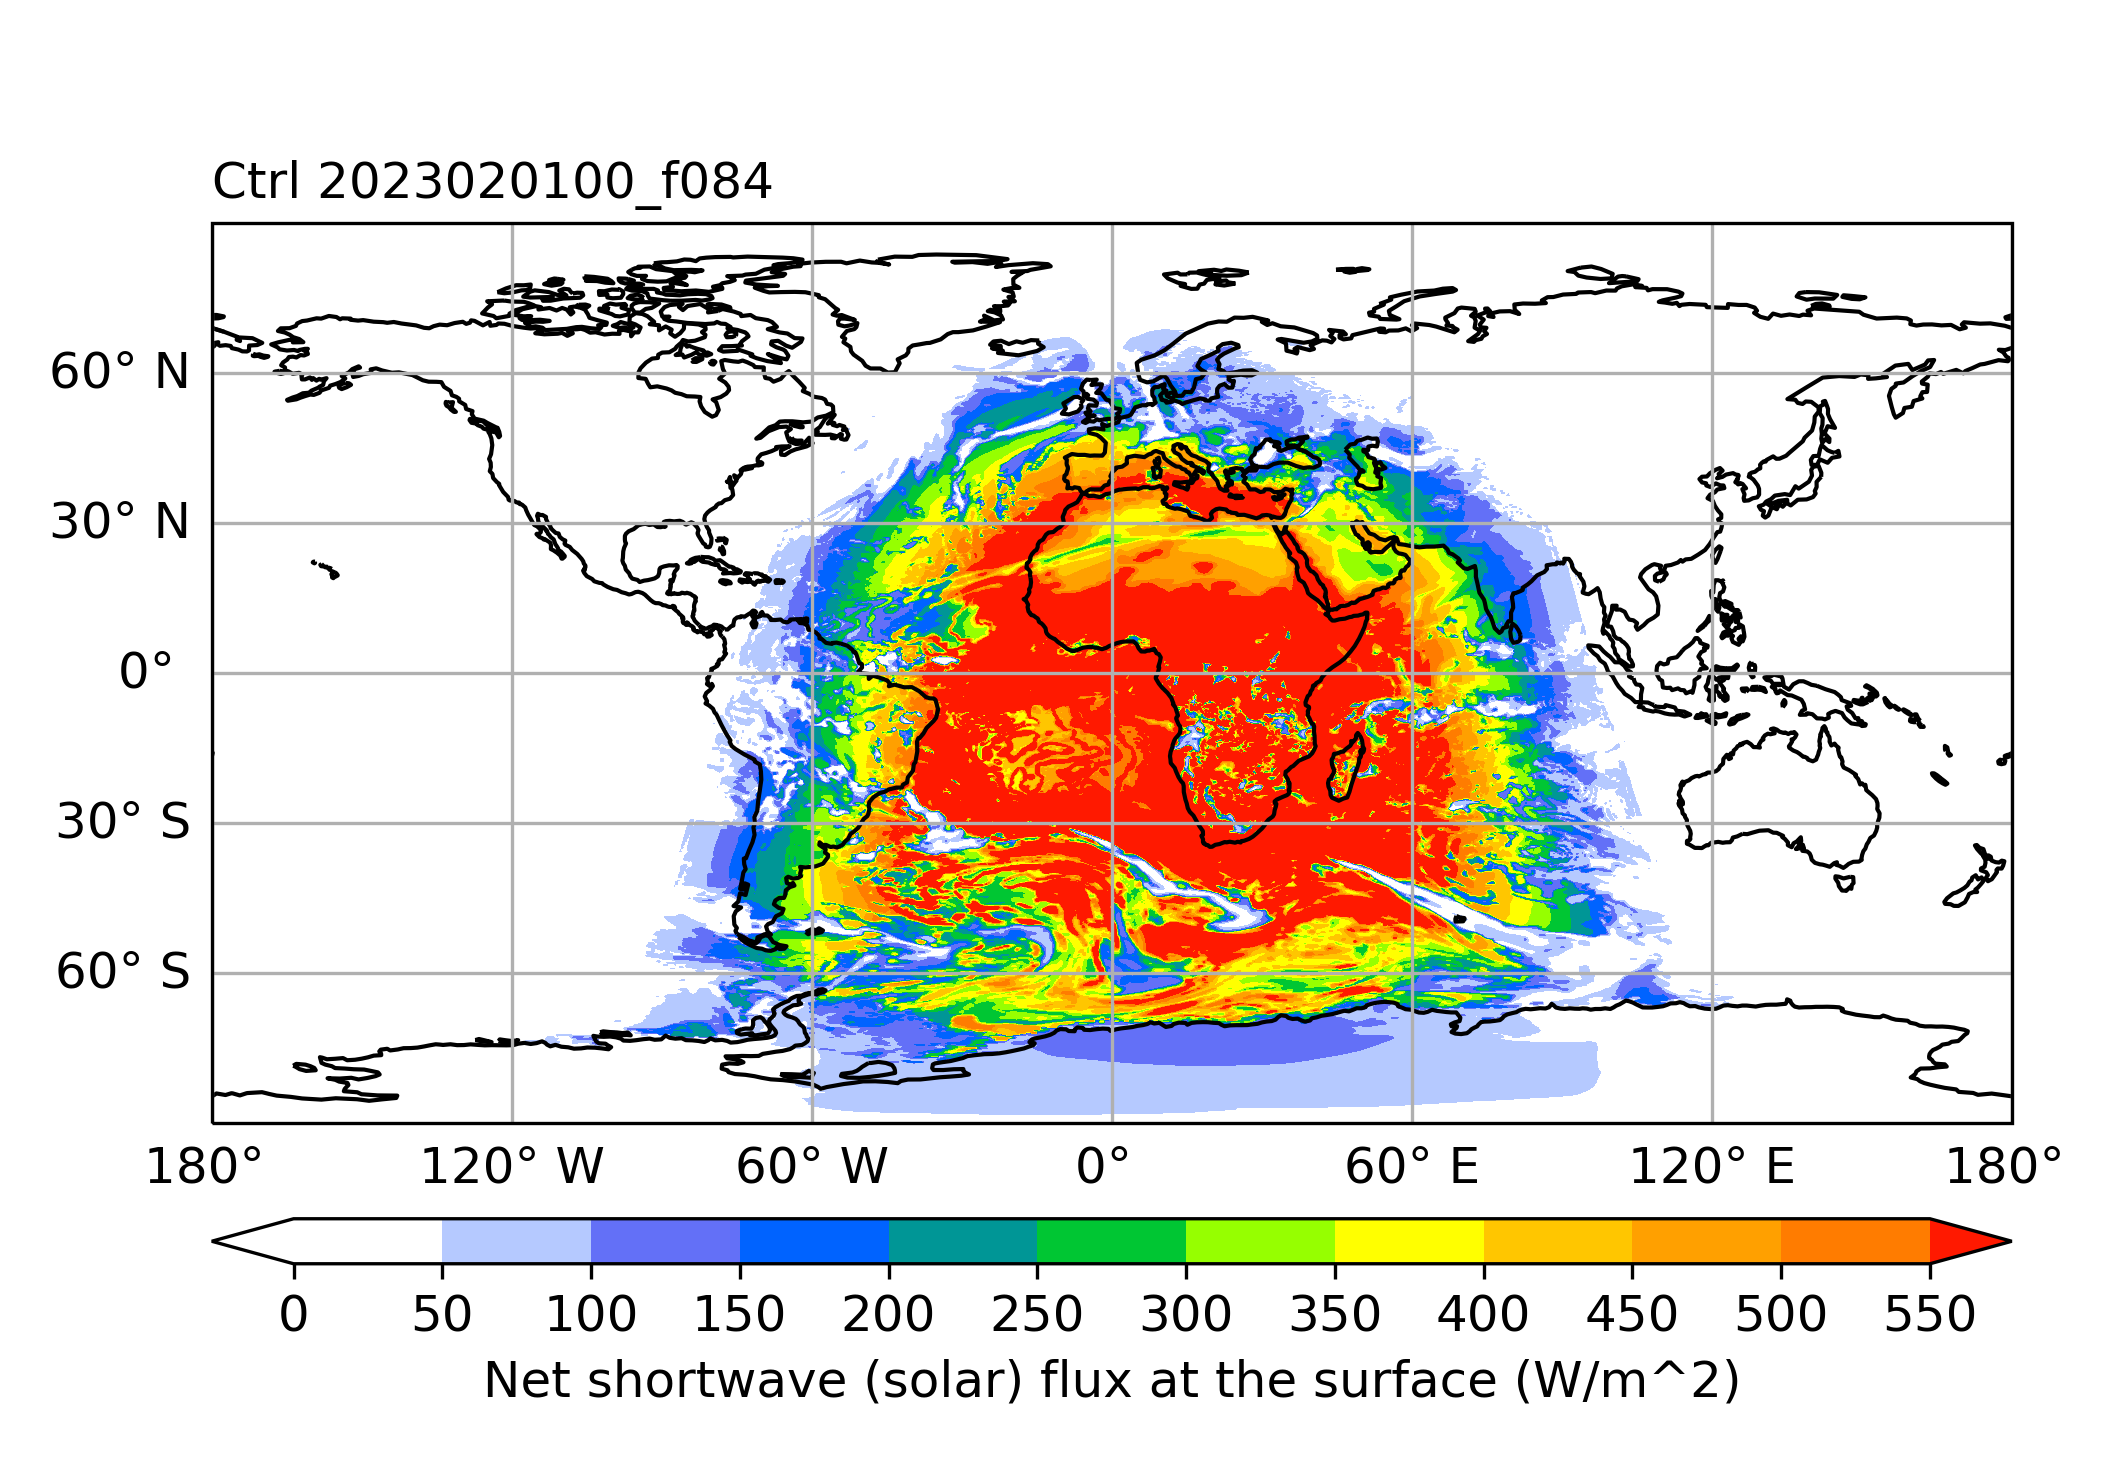 Ctrl 2023020100_f084
60° N
30° N
0°
30° S
60° S
180° 120° W 60° W 0° 60° E 120° E 180°
0 50 100 150 200 250 300 350 400 450 500 550
Net shortwave (solar) flux at the surface (W/m^2)